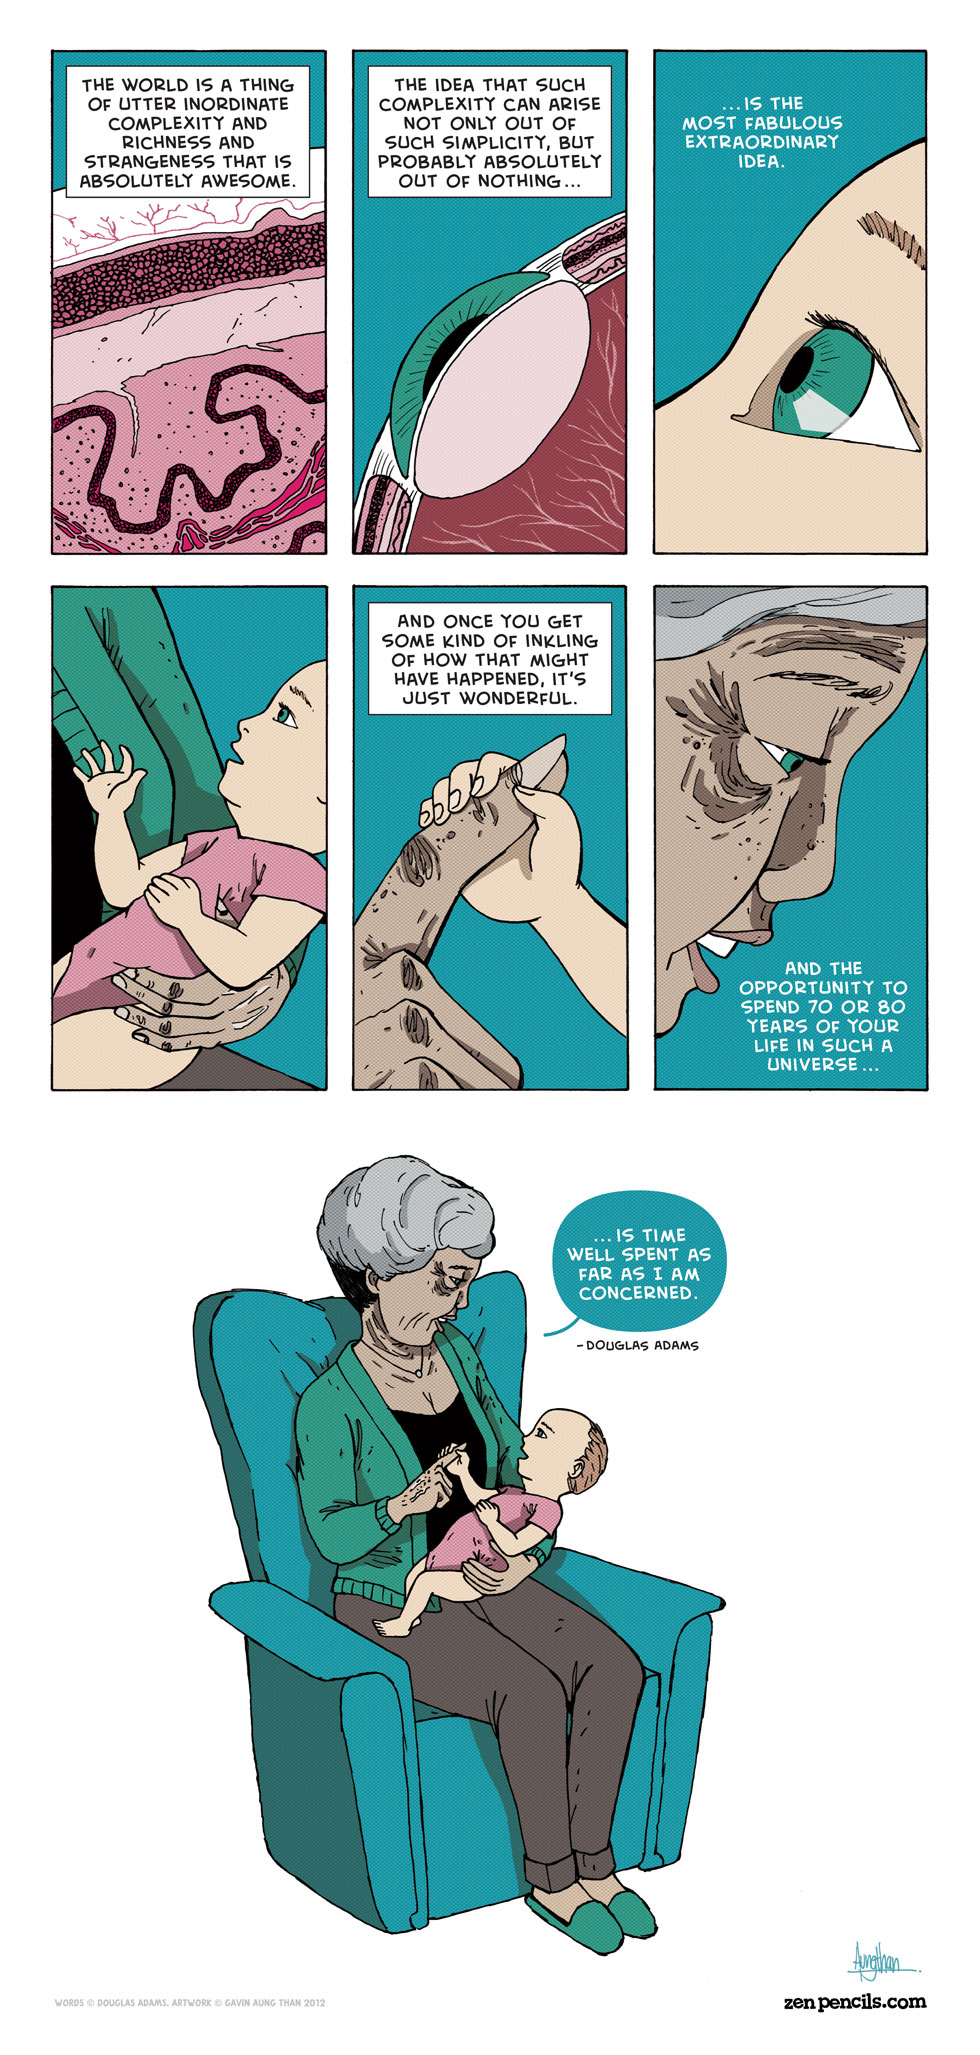 THE WORLD IS A THING
OF UTTER INORDINATE
COMPLEXITY AND
RICHNESS AND
STRANGENESS THAT IS
ABSOLUTELY AWESOME.
THE IDEA THAT SUCH
COMPLEXITY CAN ARISE
NOT ONLY OUT OF
SUCH SIMPLICITY, BUT
PROBABLY ABSOLUTELY
OUT OF NOTHING...
...IS THE
MOST FABULOUS
EXTRAORDINARY
IDEA.
AND ONCE YOU GET
SOME KIND OF INKLING
OF HOW THAT MIGHT
HAVE HAPPENED, IT'S
JUST WONDERFUL.
AND THE
OPPORTUNITY TO
SPEND 70 OR 80
YEARS OF YOUR
LIFE IN SUCH A
UNIVERSE...
...IS TIME
WELL SPENT AS
FAR AS I AM
CONCERNED.
-DOUGLAS ADAMS
Aungthan
WORDS © DOUGLAS ADAMS. ARTWORK © GAVIN AUNG THAN 2012
zenpencils.com